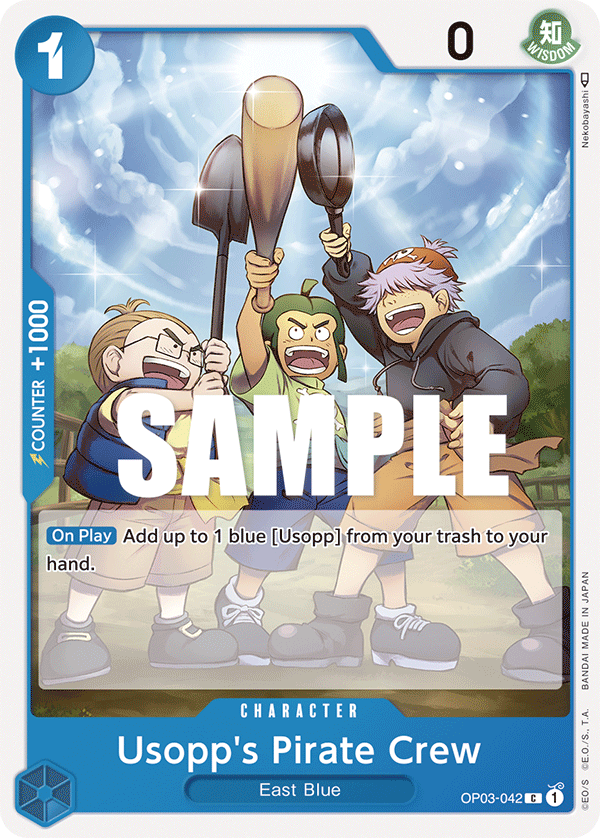 1
0
知
WISDOM
Nekobayashi
COUNTER +1000
SAMPLE
On Play Add up to 1 blue [Usopp] from your trash to your
hand.
CHARACTER
Usopp's Pirate Crew
East Blue
OP03-042 C 1
©EO/S ©E.O./S., T.A. BANDAI MADE IN JAPAN